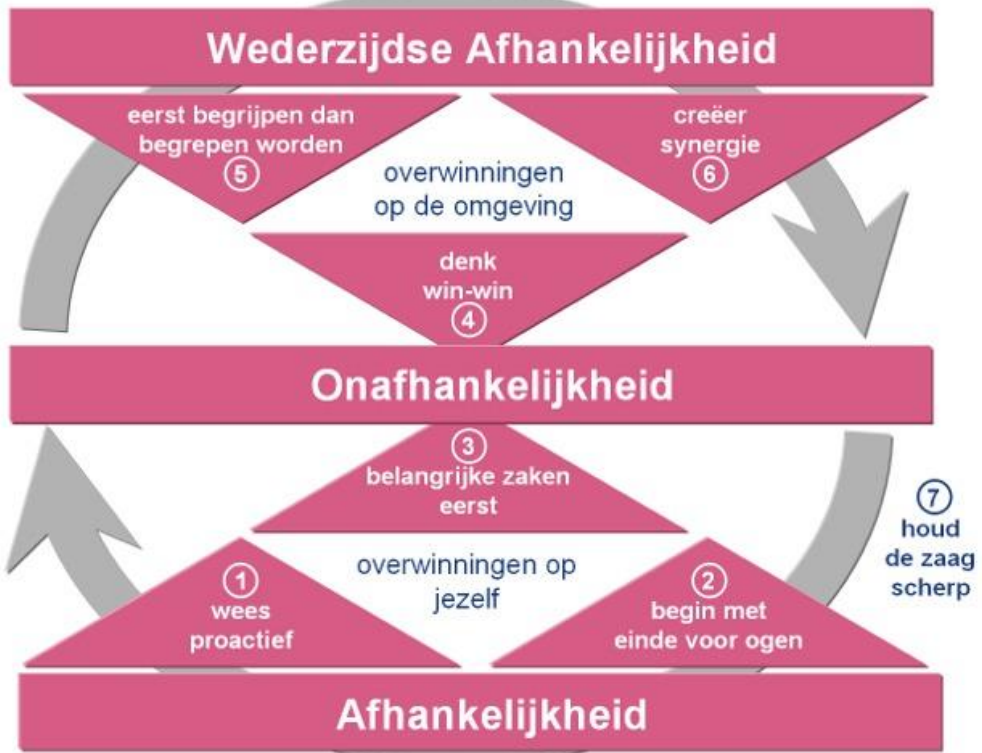 Wederzijdse Afhankelijkheid
eerst begrijpen dan
begrepen worden
5
creëer
synergie
6
overwinningen
op de omgeving
denk
win-win
4
Onafhankelijkheid
3
belangrijke zaken
eerst
7
houd
de zaag
scherp
overwinningen op
jezelf
1
wees
proactief
2
begin met
einde voor ogen
Afhankelijkheid